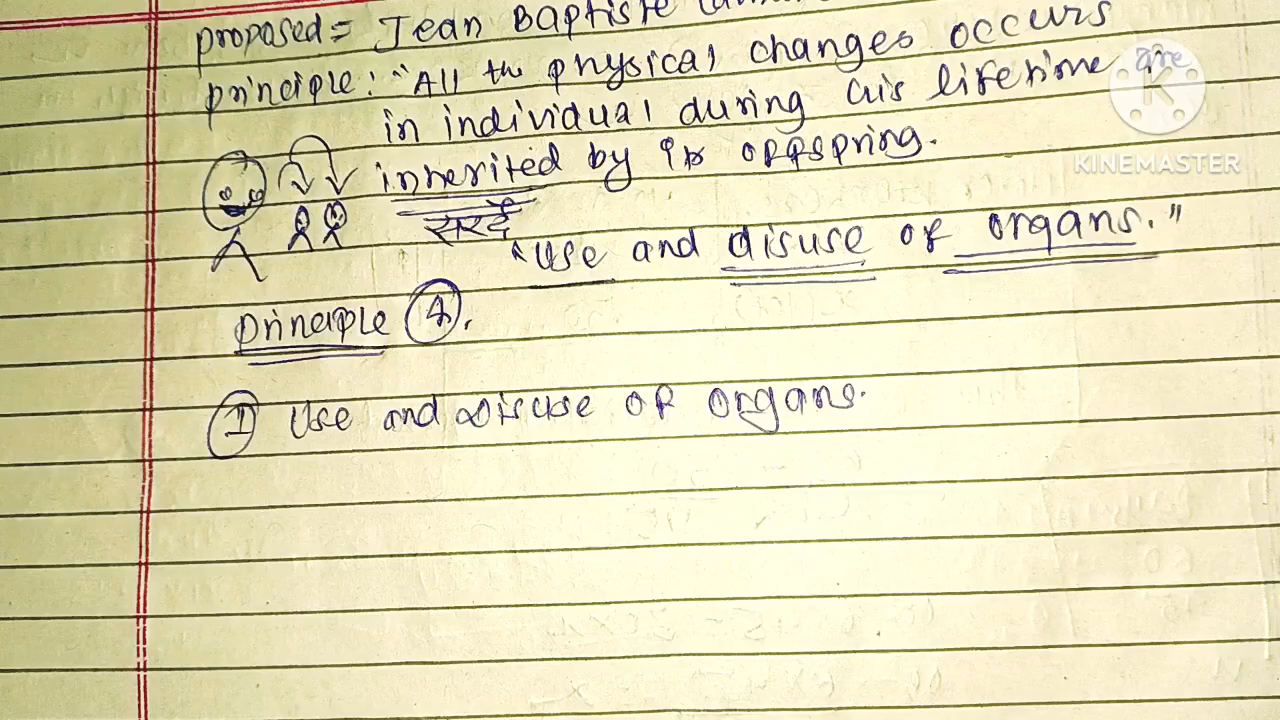 proposed= Jean Baptiste
principle: "All the physical changes occurs
in individual during his lifetime are
inherited by its offspring.
"use and disuse of organs."
principle 4.
I Use and disuse of organs.
KINEMASTER